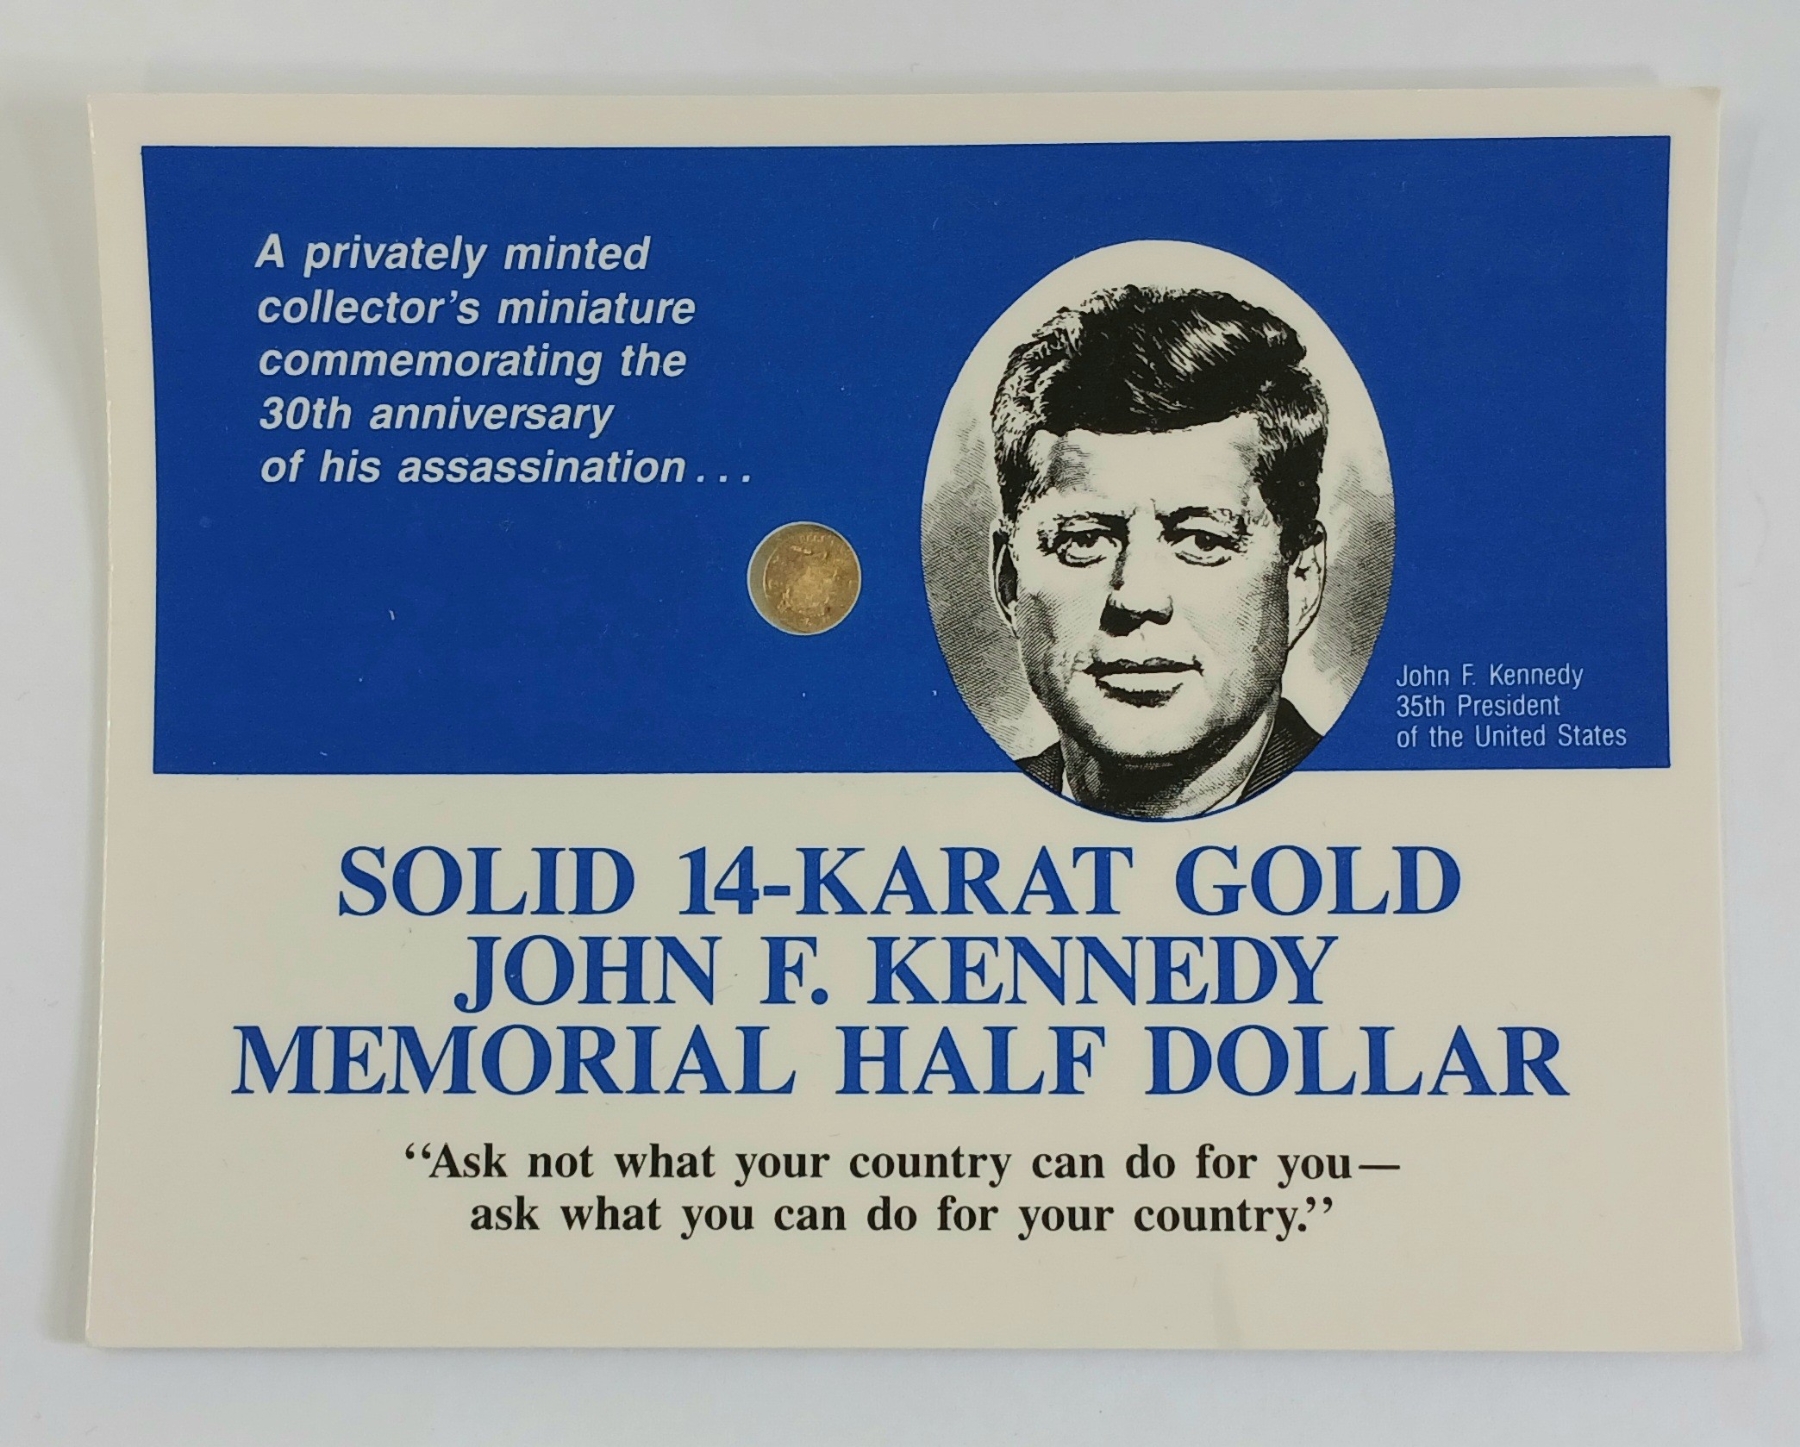 A privately minted
collector's miniature
commemorating the
30th anniversary
of his assassination...
John F. Kennedy
35th President
of the United States
SOLID 14-KARAT GOLD
JOHN F. KENNEDY
MEMORIAL HALF DOLLAR
“Ask not what your country can do for you—
ask what you can do for your country.”